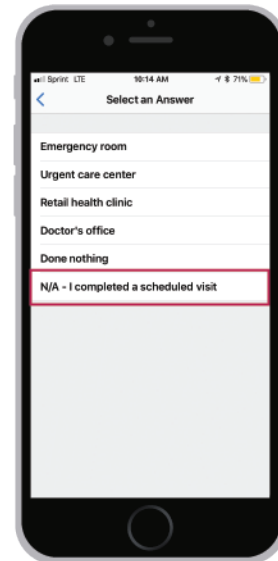 Sprint LTE 10:14 AM 71%
Select an Answer
Emergency room
Urgent care center
Retail health clinic
Doctor's office
Done nothing
N/A - I completed a scheduled visit